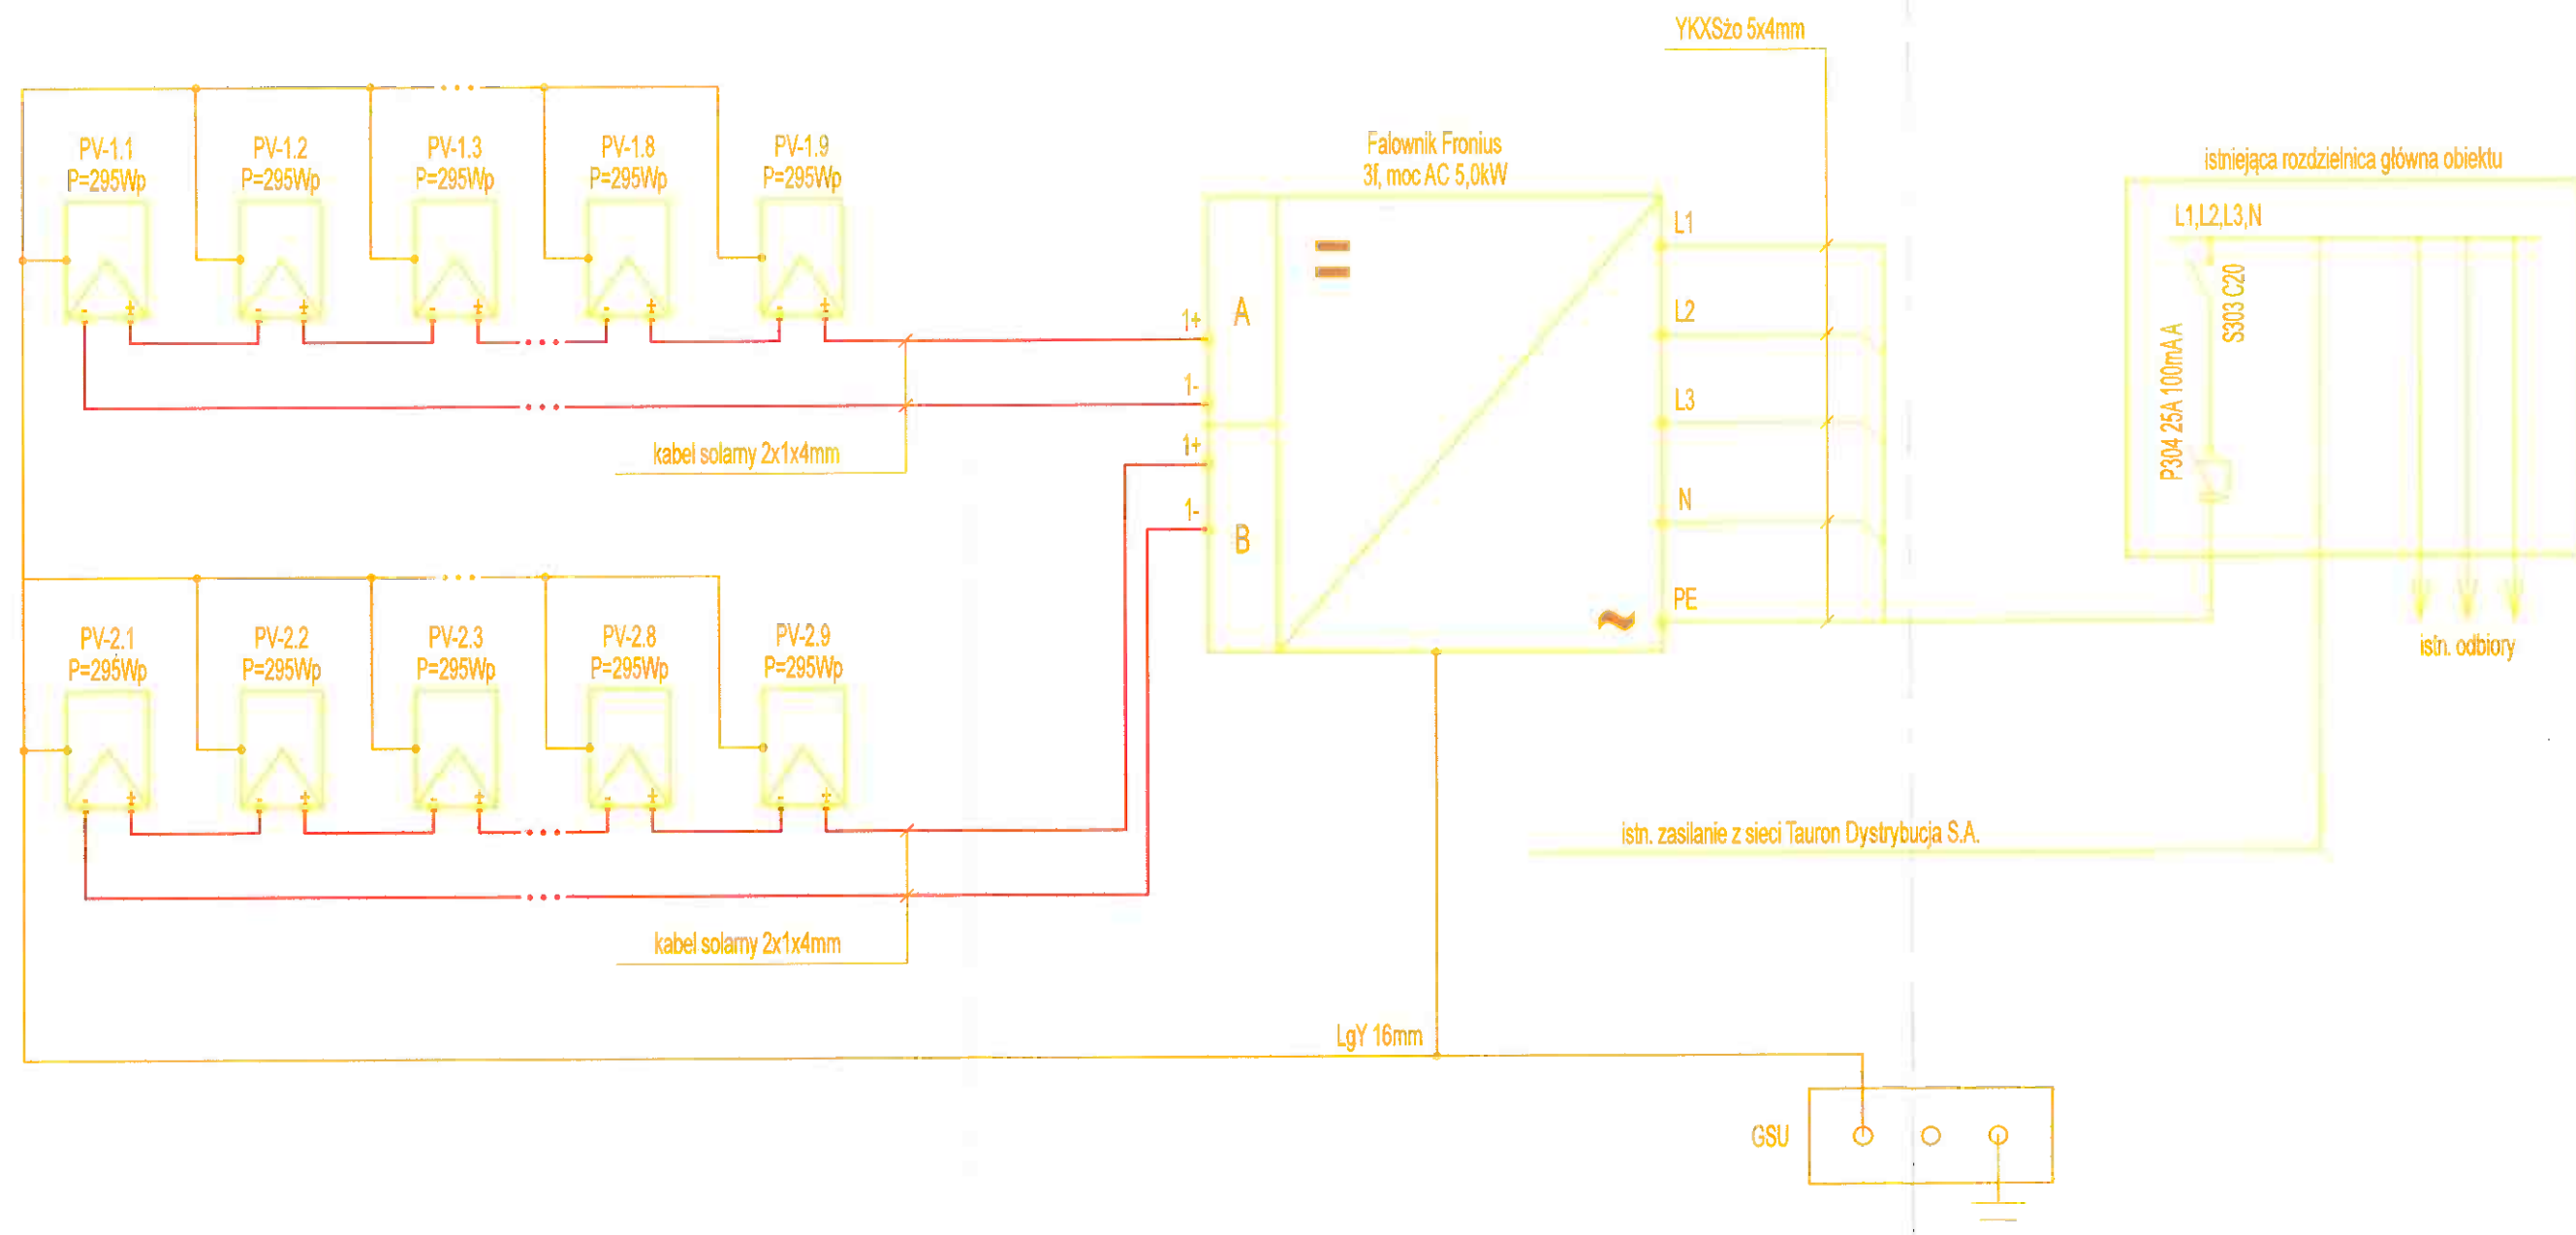 YKXSżo 5x4mm
PV-1.1
P=295Wp
PV-1.2
P=295Wp
PV-1.3
P=295Wp
PV-1.8
P=295Wp
PV-1.9
P=295Wp
Falownik Fronius
3f, moc AC 5,0kW
istniejąca rozdzielnica główna obiektu
L1,L2,L3,N
S303 C20
P304 25A 100mA A
L1
L2
L3
N
PE
1+
A
1-
1+
1-
B
- +
- +
- +
- +
- +
kabel solarny 2x1x4mm
istn. odbiory
PV-2.1
P=295Wp
PV-2.2
P=295Wp
PV-2.3
P=295Wp
PV-2.8
P=295Wp
PV-2.9
P=295Wp
- +
- +
- +
- +
- +
istn. zasilanie z sieci Tauron Dystrybucja S.A.
kabel solarny 2x1x4mm
LgY 16mm
GSU